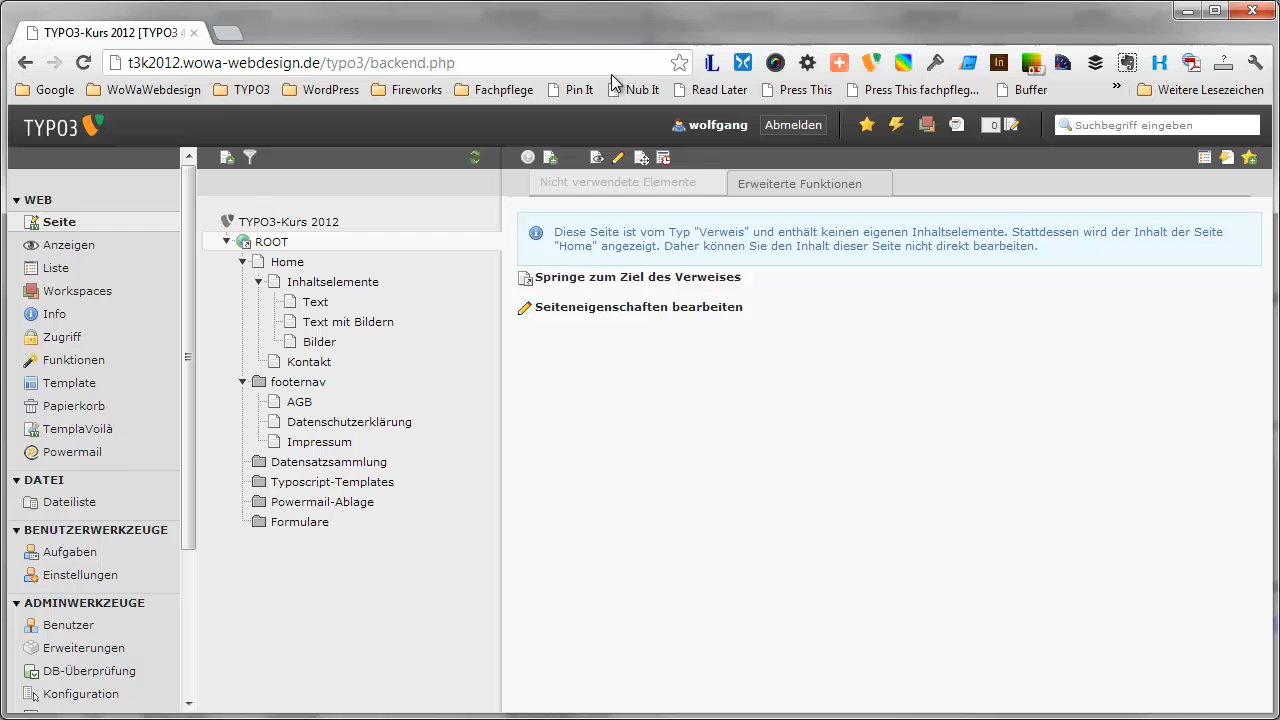 TYPO3-Kurs 2012 [TYPO3 4
t3k2012.wowa-webdesign.de/typo3/backend.php
Google WoWaWebdesign TYPO3 WordPress Fireworks Fachpflege Pin It Nub It Read Later Press This Press This fachpfleg... Buffer » Weitere Lesezeichen
TYPO3 wolfgang Abmelden 0 Suchbegriff eingeben
WEB
Seite
Anzeigen
Liste
Workspaces
Info
Zugriff
Funktionen
Template
Papierkorb
TemplaVoilà
Powermail
DATEI
Dateiliste
BENUTZERWERKZEUGE
Aufgaben
Einstellungen
ADMINWERKZEUGE
Benutzer
Erweiterungen
DB-Überprüfung
Konfiguration
TYPO3-Kurs 2012
ROOT
Home
Inhaltselemente
Text
Text mit Bildern
Bilder
Kontakt
footernav
AGB
Datenschutzerklärung
Impressum
Datensatzsammlung
Typoscript-Templates
Powermail-Ablage
Formulare
Nicht verwendete Elemente Erweiterte Funktionen
Diese Seite ist vom Typ "Verweis" und enthält keinen eigenen Inhaltselemente. Stattdessen wird der Inhalt der Seite
"Home" angezeigt. Daher können Sie den Inhalt dieser Seite nicht direkt bearbeiten.
Springe zum Ziel des Verweises
Seiteneigenschaften bearbeiten